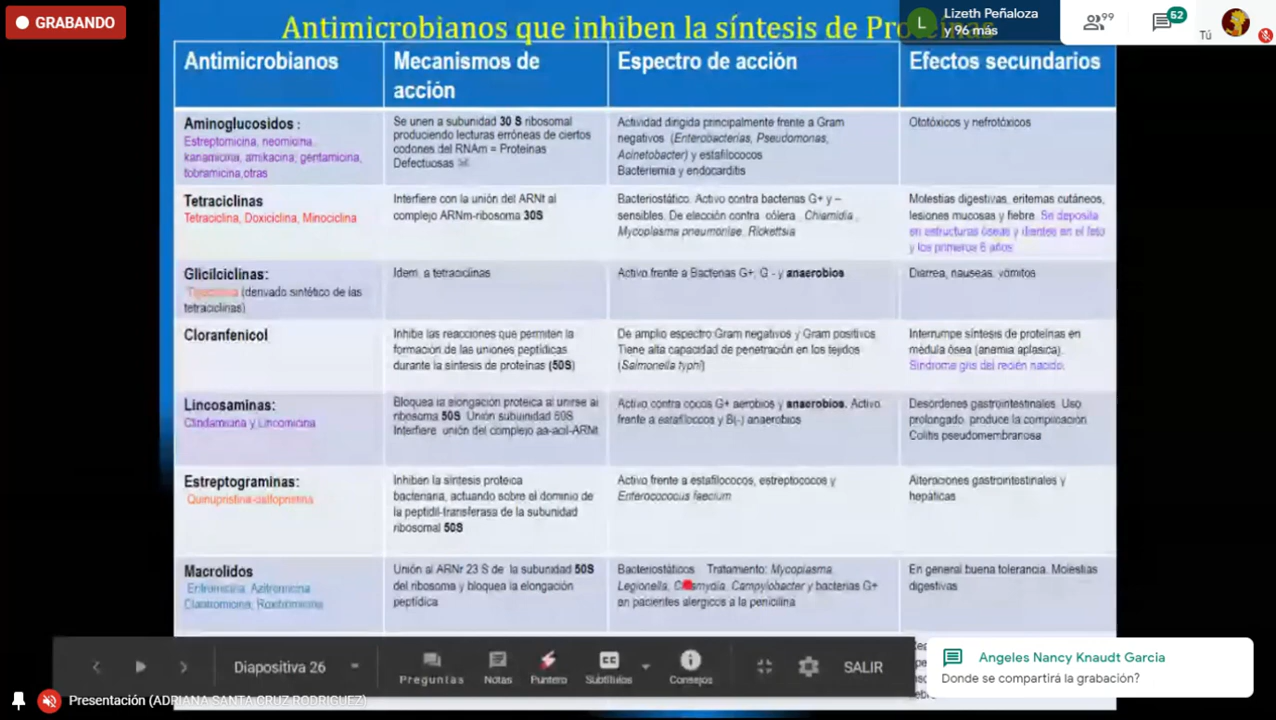 GRABANDO
Antimicrobianos que inhiben la síntesis de Proteínas
Lizeth Peñaloza
y 96 más
L
99
52
Tú
Antimicrobianos
Mecanismos de
acción
Espectro de acción
Efectos secundarios
Aminoglucosidos :
Estreptomicina, neomicina,
kanamicina, amikacina, gentamicina,
tobramicina,otras
Se unen a subunidad 30 S ribosomal
produciendo lecturas erróneas de ciertos
codones del RNAm = Proteinas
Defectuosas
Actividad dirigida principalmente frente a Gram
negativos (Enterobacterias, Pseudomonas,
Acinetobacter) y estafilococos
Bacteriemia y endocarditis
Ototóxicos y nefrotóxicos
Tetraciclinas
Tetraciclina, Doxiciclina, Minociclina
Interfiere con la unión del ARNt al
complejo ARNm-ribosoma 30S
Bacteriostático. Activo contra bacterias G+ y –
sensibles. De elección contra cólera , Chlamidia ,
Mycoplasma pneumoniae, Rickettsia
Molestias digestivas, eritemas cutáneos,
lesiones mucosas y fiebre. Se deposita
en estructuras óseas y dientes en el feto
y los primeros 6 años
Glicilciclinas:
(derivado sintético de las
tetraciclinas)
Idem. a tetraciclinas
Activo frente a Bacterias G+, G - y anaerobios
Diarrea, nauseas, vómitos
Cloranfenicol
Inhibe las reacciones que permiten la
formación de las uniones peptídicas
durante la síntesis de proteínas (50S)
De amplio espectro:Gram negativos y Gram positivos
Tiene alta capacidad de penetración en los tejidos
(Salmonella typhi)
Interrumpe síntesis de proteínas en
médula ósea (anemia aplasica).
Sindrome gris del recién nacido.
Lincosaminas:
Clindamicina y Lincomicina
Bloquea la elongación proteica al unirse al
ribosoma 50S Unión subunidad 50S
Interfiere unión del complejo aa-acil-ARNt
Activo contra cocos G+ aerobios y anaerobios. Activo
frente a estafilococos y B(-) anaerobios
Desórdenes gastrointestinales. Uso
prolongado produce la complicación
Colitis pseudomembranosa
Estreptograminas:
Quinupristina-dalfopristina
Inhiben la síntesis proteica
bacteriana, actuando sobre el dominio de
la peptidil-transferasa de la subunidad
ribosomal 50S
Activo frente a estafilococos, estreptococos y
Enterococcus faecium
Alteraciones gastrointestinales y
hepáticas
Macrolidos
Eritromicina, Azitromicina
Claritromicina, Roxitromicina
Unión al ARNr 23 S de la subunidad 50S
del ribosoma y bloquea la elongación
peptídica
Bacteriostáticos Tratamiento: Mycoplasma,
Legionella, Campylobacter y bacterias G+
en pacientes alergicos a la penicilina
En general buena tolerancia. Molestias
digestivas
Diapositiva 26
Preguntas
Notas
Puntero
CC
Subtítulos
Consejos
SALIR
Angeles Nancy Knaudt Garcia
Donde se compartirá la grabación?
Presentación (ADRIANA SANTA CRUZ RODRIGUEZ)